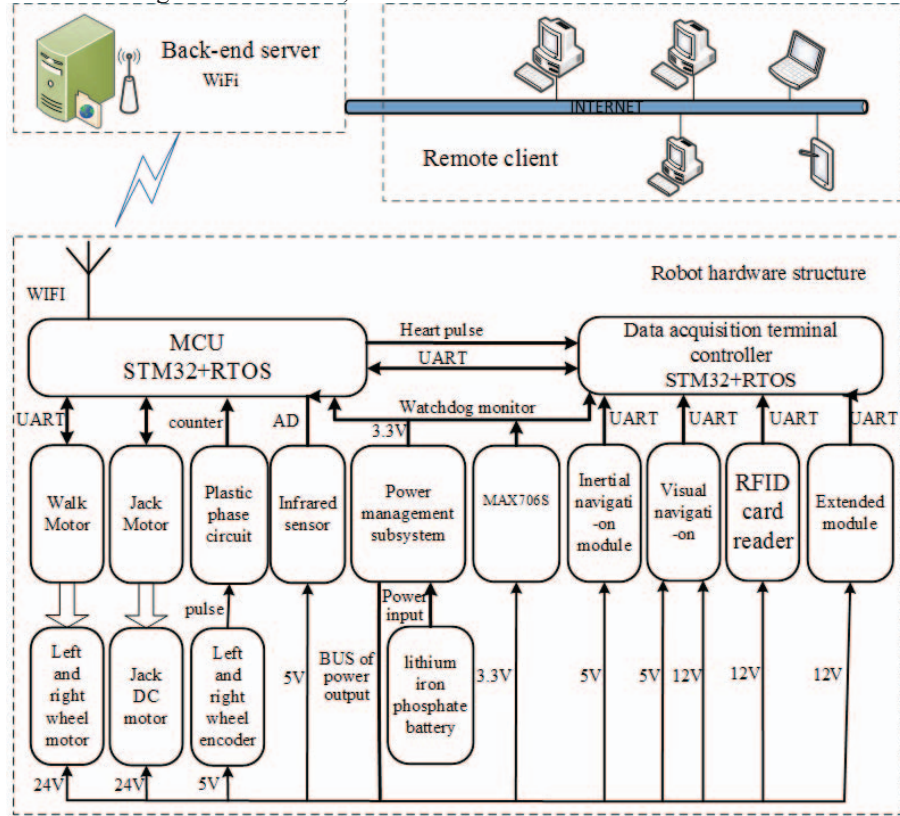 Back-end server
WiFi
INTERNET
Remote client
Robot hardware structure
WIFI
MCU
STM32+RTOS
Heart pulse
UART
Data acquisition terminal
controller
STM32+RTOS
UART
counter
AD
Watchdog monitor
3.3V
UART
UART
UART
UART
Walk
Motor
Jack
Motor
Plastic
phase
circuit
Infrared
sensor
Power
management
subsystem
MAX706S
Inertial
navigati
-on
module
Visual
navigati
-on
RFID
card
reader
Extended
module
pulse
Power
input
Left
and
right
wheel
motor
Jack
DC
motor
Left
and
right
wheel
encoder
5V
BUS of
power
output
lithium
iron
phosphate
battery
3.3V
5V
5V
12V
12V
12V
24V
24V
5V